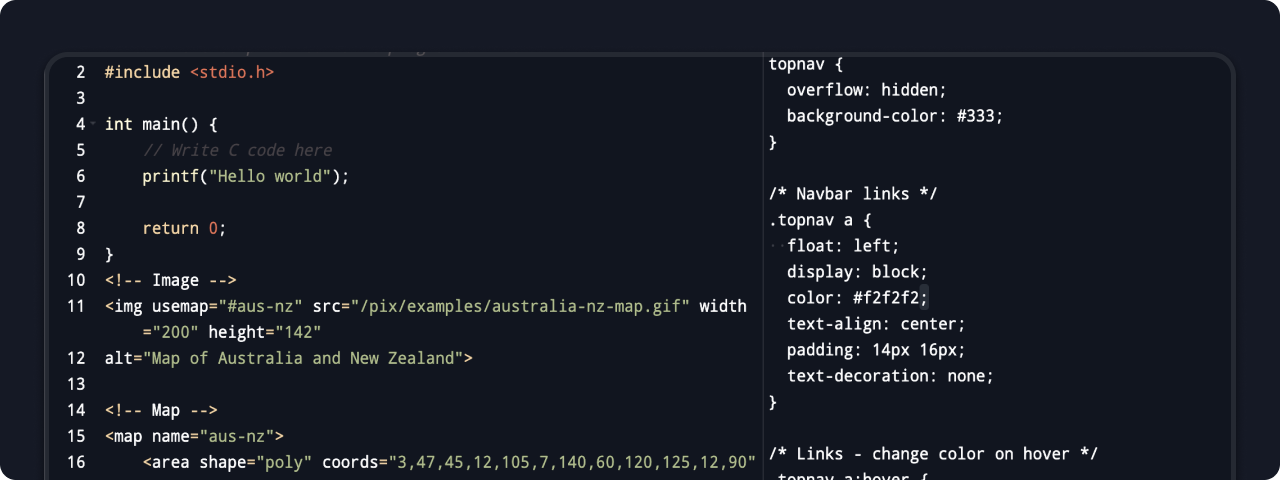 2 #include <stdio.h>
3
4 int main() {
5 // Write C code here
6 printf("Hello world");
7
8 return 0;
9 }
10 <!-- Image -->
11 <img usemap="#aus-nz" src="/pix/examples/australia-nz-map.gif" width
="200" height="142"
12 alt="Map of Australia and New Zealand">
13
14 <!-- Map -->
15 <map name="aus-nz">
16 <area shape="poly" coords="3,47,45,12,105,7,140,60,120,125,12,90"
topnav {
overflow: hidden;
background-color: #333;
}
/* Navbar links */
.topnav a {
float: left;
display: block;
color: #f2f2f2;
text-align: center;
padding: 14px 16px;
text-decoration: none;
}
/* Links - change color on hover */
.topnav a:hover {